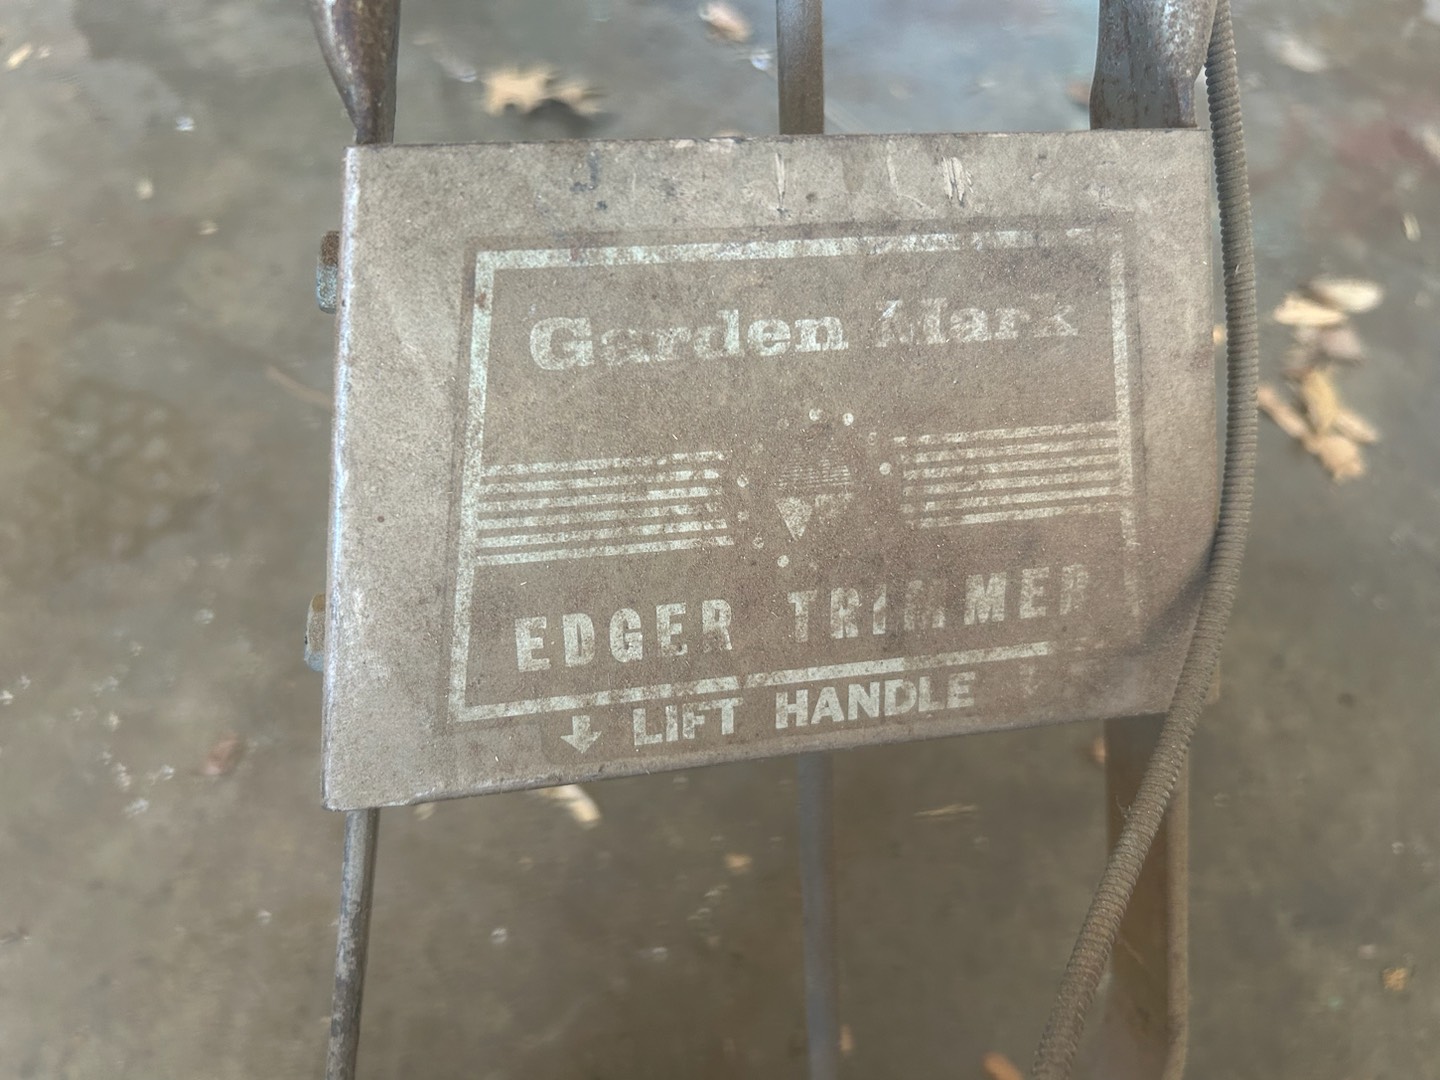 Garden Mark
EDGER TRIMMER
↓ LIFT HANDLE ↓